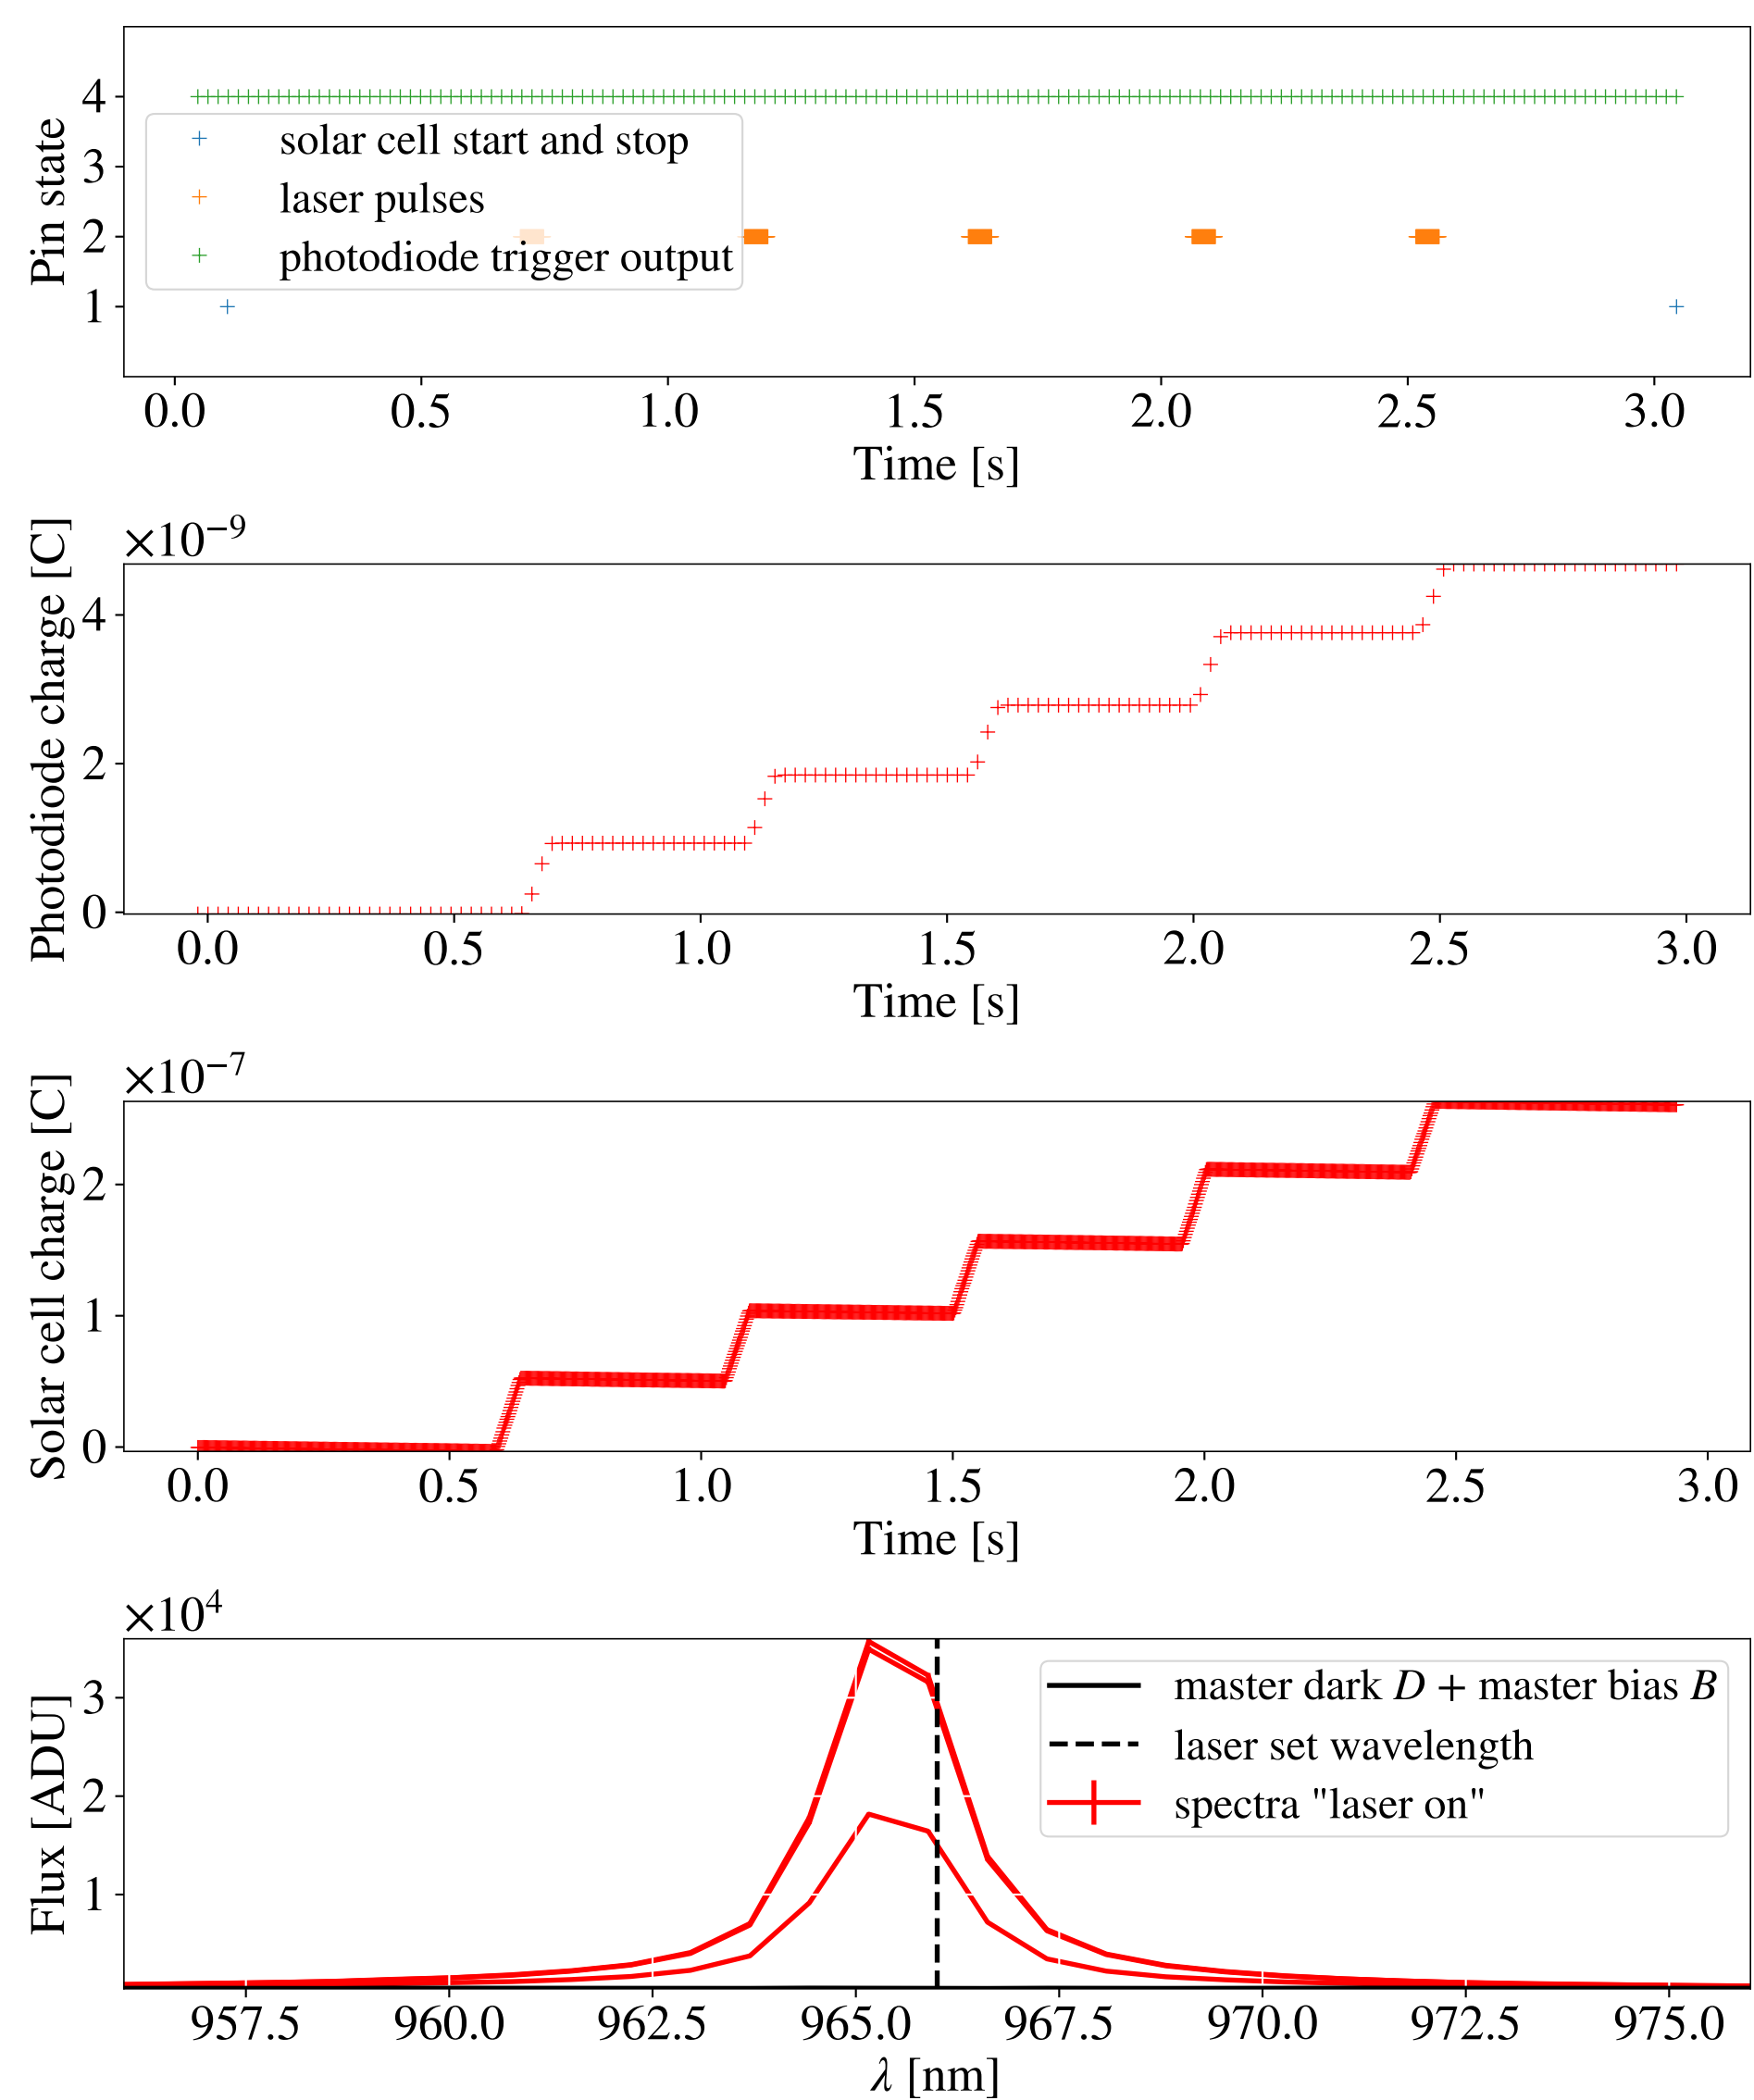 Pin state
4
3
2
1
solar cell start and stop
laser pulses
photodiode trigger output
0.0 0.5 1.0 1.5 2.0 2.5 3.0
Time [s]
×10⁻⁹
Photodiode charge [C]
4
2
0
0.0 0.5 1.0 1.5 2.0 2.5 3.0
Time [s]
×10⁻⁷
Solar cell charge [C]
2
1
0
0.0 0.5 1.0 1.5 2.0 2.5 3.0
Time [s]
×10⁴
Flux [ADU]
3
2
1
master dark D + master bias B
laser set wavelength
spectra "laser on"
957.5 960.0 962.5 965.0 967.5 970.0 972.5 975.0
λ [nm]